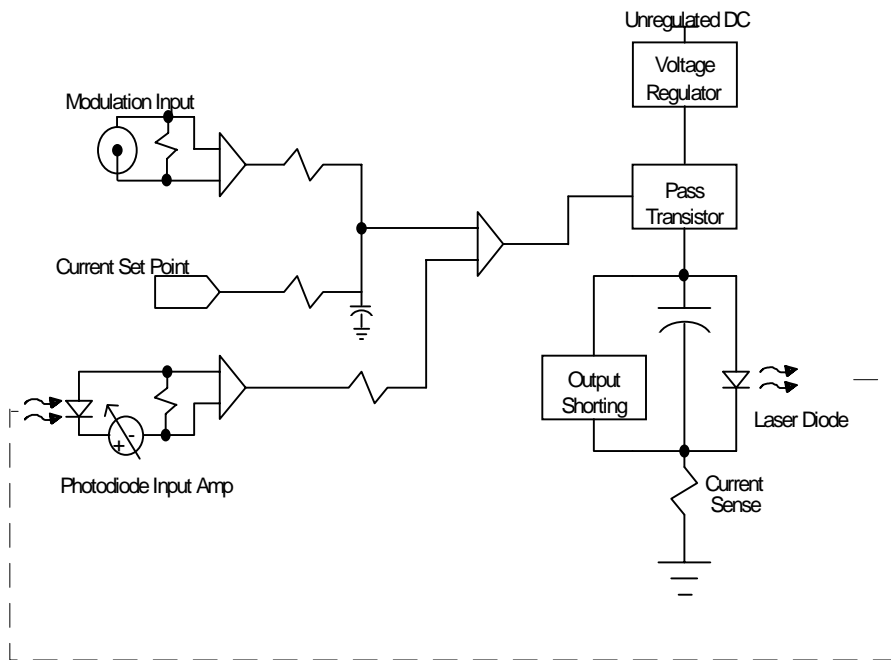 Unregulated DC
Voltage
Regulator
Modulation Input
Pass
Transistor
Current Set Point
Output
Shorting
Laser Diode
+ -
Photodiode Input Amp
Current
Sense